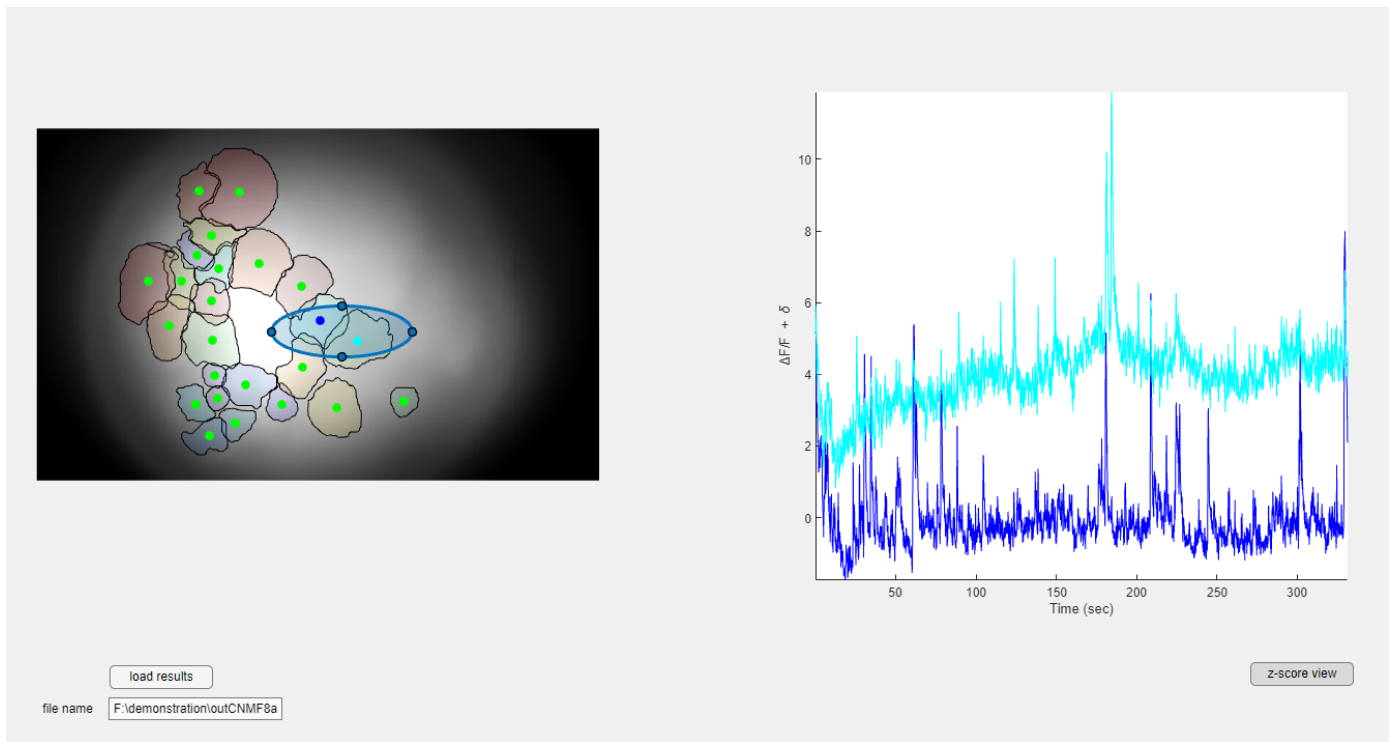 10
8
6
4
2
0
ΔF/F + δ
50 100 150 200 250 300
Time (sec)
load results
z-score view
file name F:\demonstration\outCNMF8a